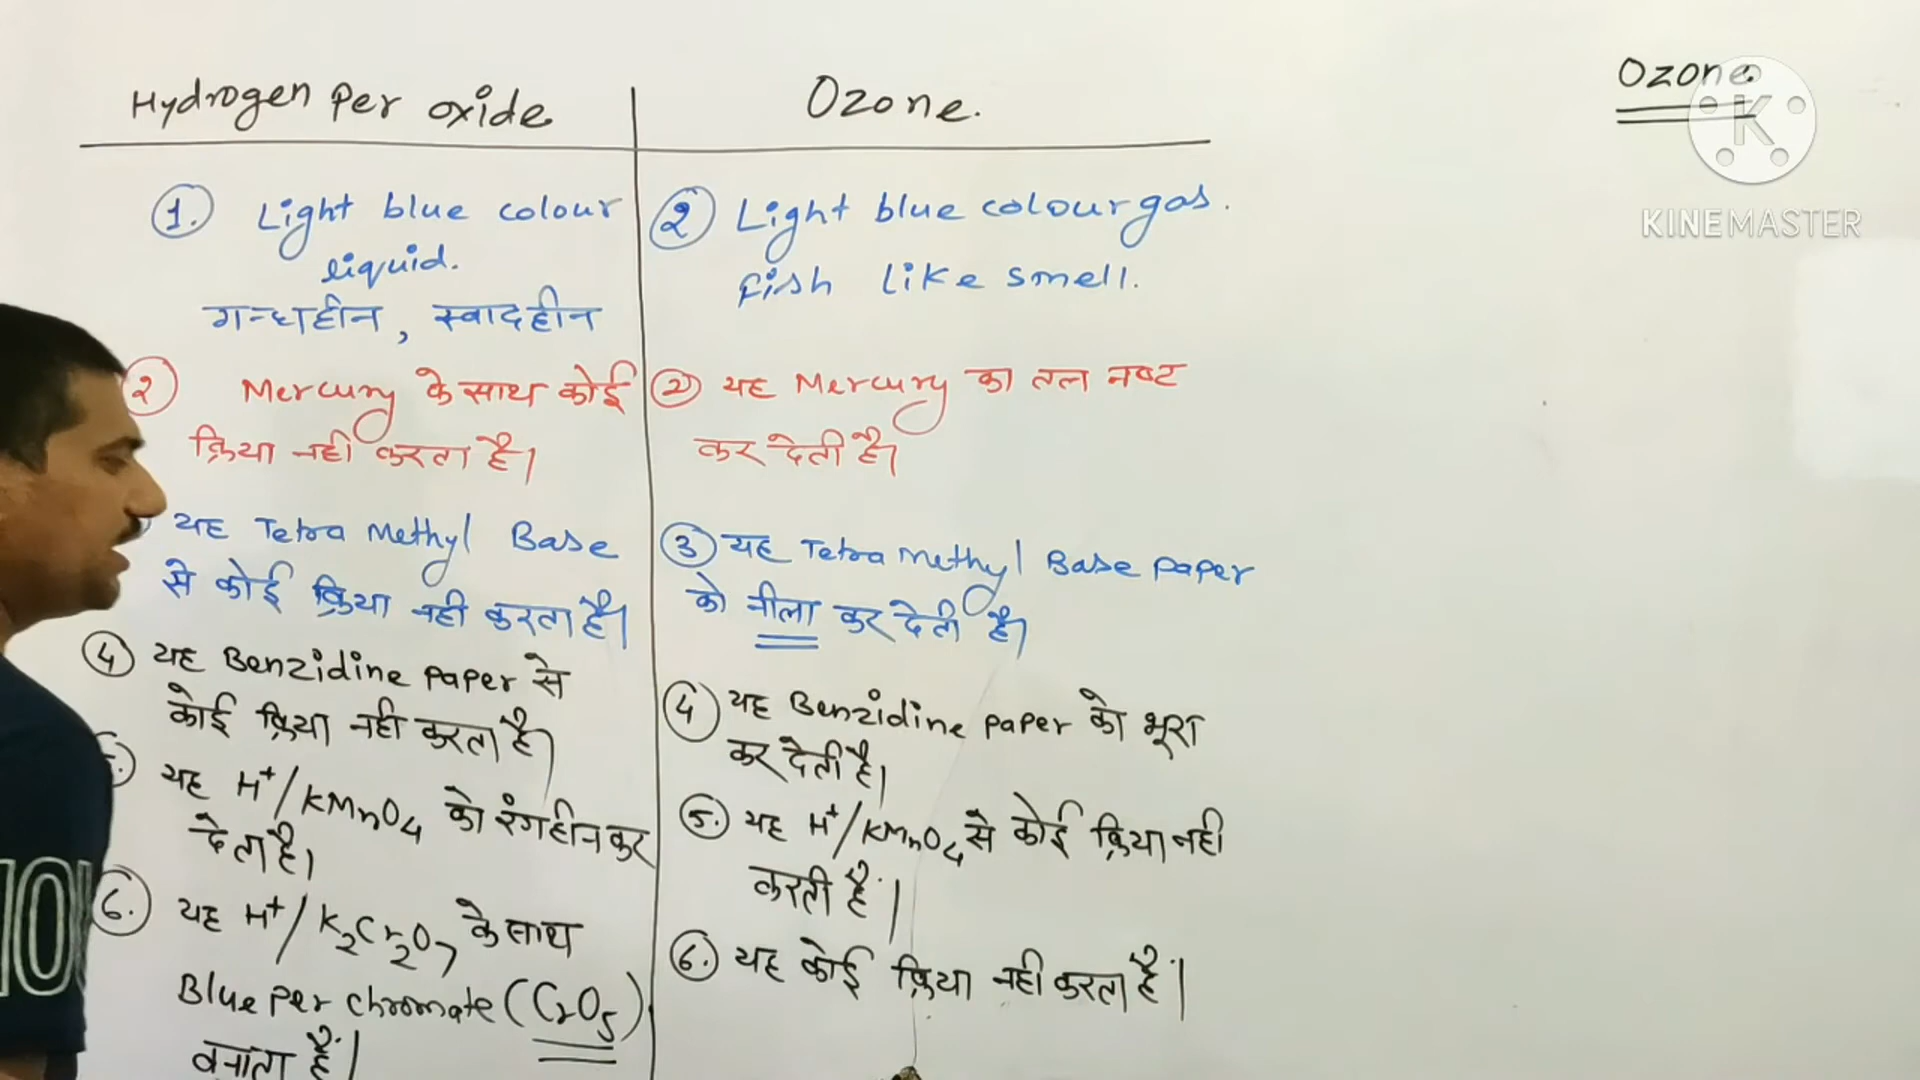 Hydrogen Per oxide
Ozone.
1. Light blue colour
liquid.
गन्धहीन, स्वादहीन
२ Mercury के साथ कोई
क्रिया नही करता है।
यह Tetra Methyl Base
से कोई क्रिया नही करता है।
4 यह Benzidine paper से
कोई क्रिया नही करता है।
यह H+/KMnO4 को रंगहीन कर
देता है।
6. यह H+/K2Cr2O7 के साथ
Blue per chromate (CrO5)
बनाता है।
2 Light blue colour gas.
fish like smell.
2 यह Mercury का तल नष्ट
कर देती है।
3 यह Tetra Methyl Base paper
को नीला कर देती है।
4 यह Benzidine paper को भूरा
कर देती है।
5. यह H+/KMnO4 से कोई क्रिया नही
करती है।
6. यह कोई क्रिया नही करता है।
Ozone
K
KINEMASTER